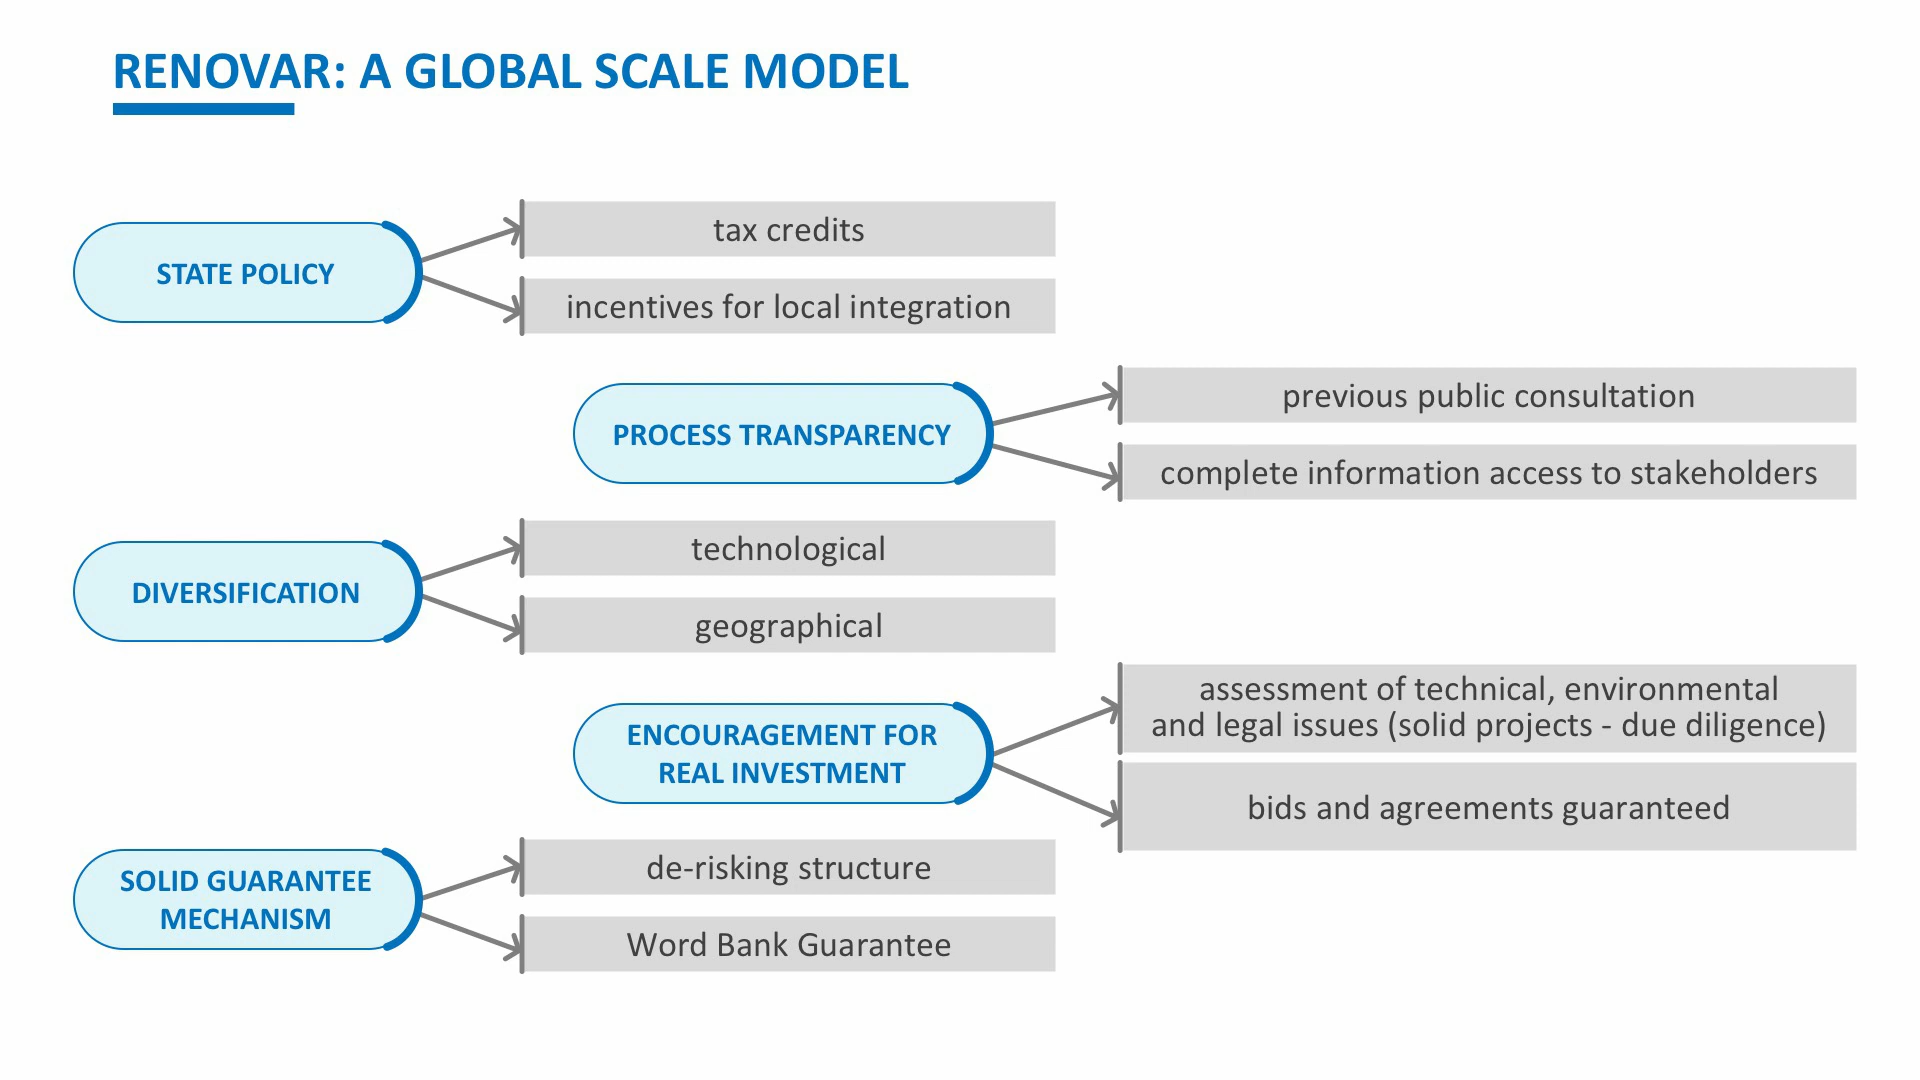 RENOVAR: A GLOBAL SCALE MODEL
STATE POLICY
tax credits
incentives for local integration
PROCESS TRANSPARENCY
previous public consultation
complete information access to stakeholders
DIVERSIFICATION
technological
geographical
ENCOURAGEMENT FOR
REAL INVESTMENT
assessment of technical, environmental
and legal issues (solid projects - due diligence)
bids and agreements guaranteed
SOLID GUARANTEE
MECHANISM
de-risking structure
Word Bank Guarantee